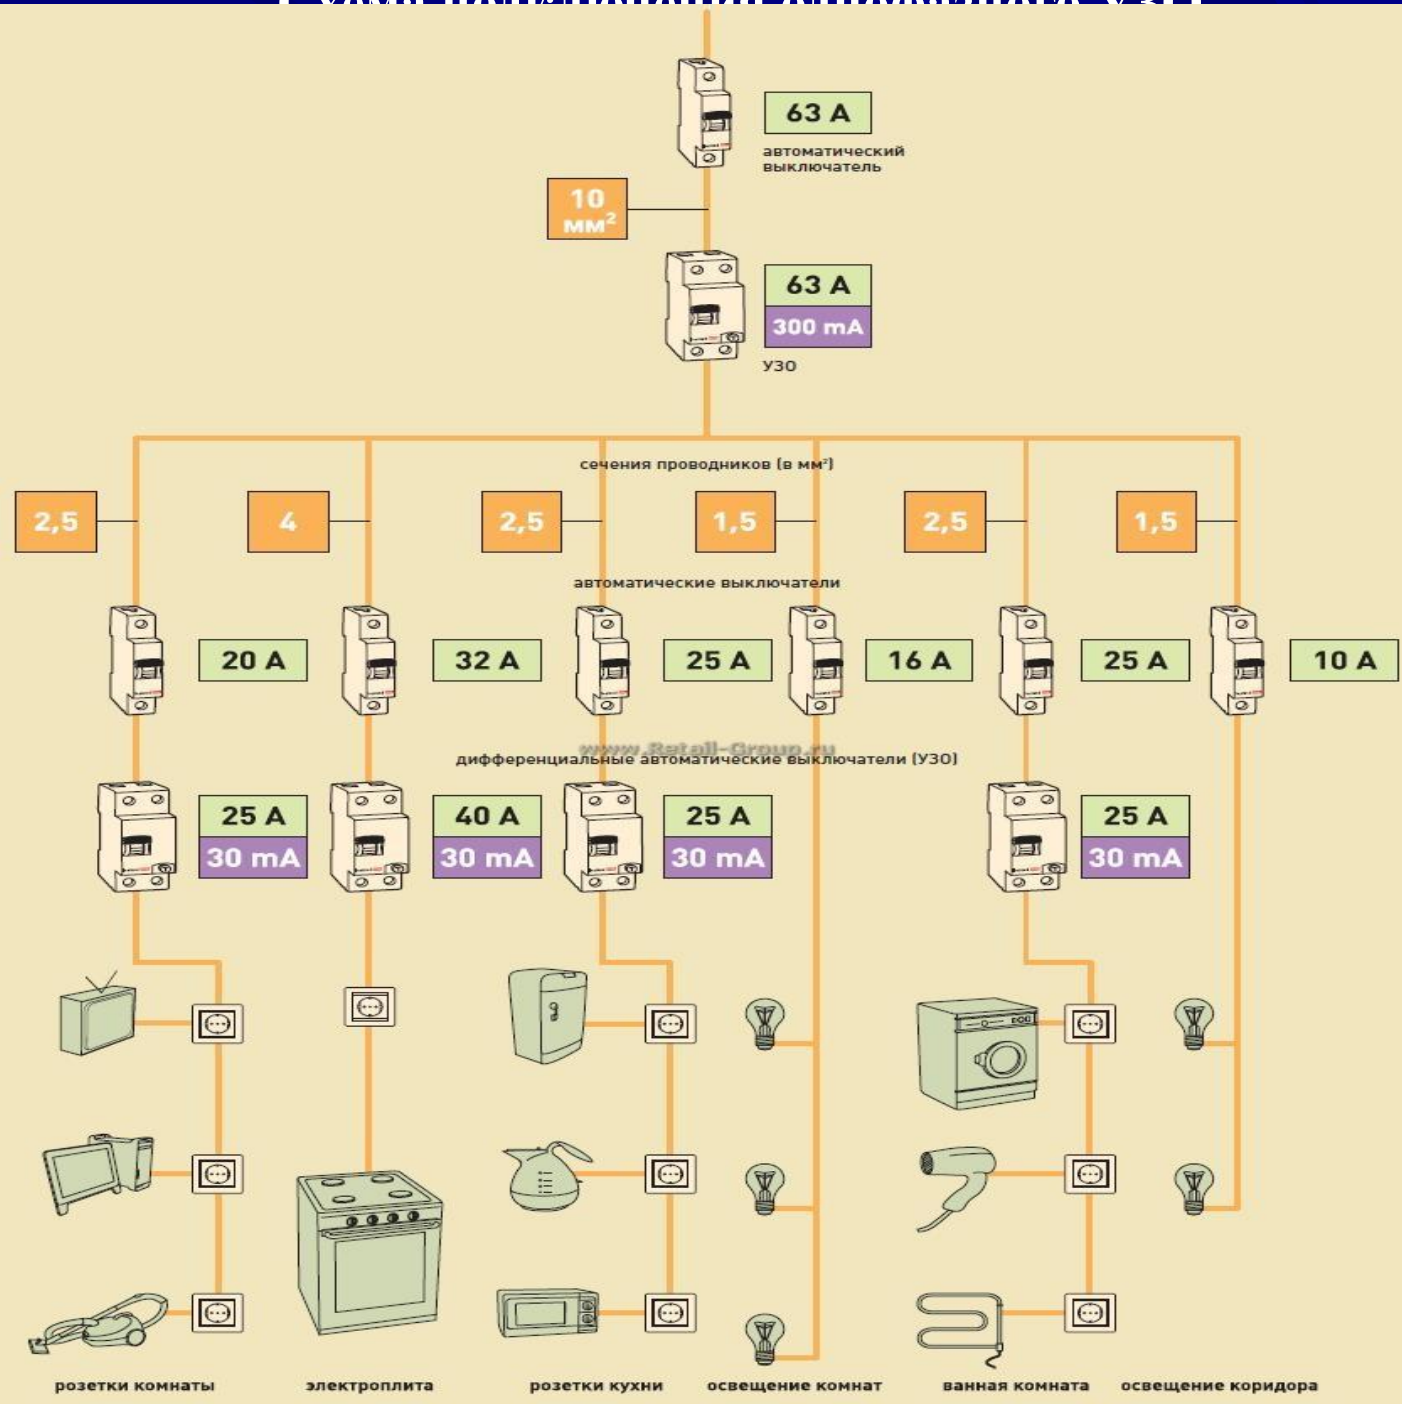 63 A
автоматический
выключатель
10
мм²
63 A
300 mA
УЗО
сечения проводников (в мм²)
2,5
4
2,5
1,5
2,5
1,5
автоматические выключатели
20 A
32 A
25 A
16 A
25 A
10 A
www.Retail-Group.ru
дифференциальные автоматические выключатели (УЗО)
25 A
40 A
25 A
25 A
30 mA
30 mA
30 mA
30 mA
розетки комнаты
электроплита
розетки кухни
освещение комнат
ванная комната
освещение коридора